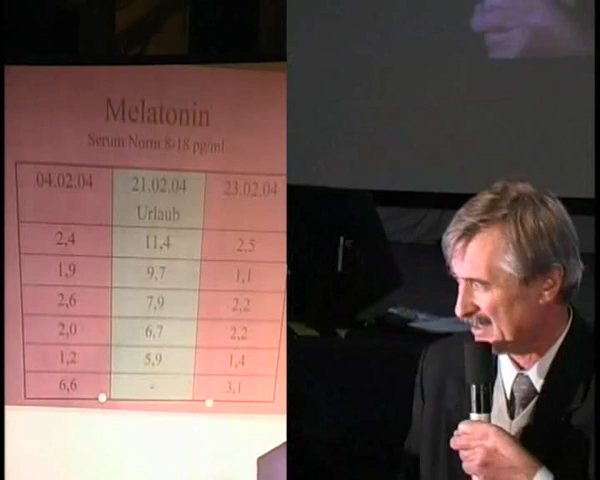 Melatonin
Serum Norm 8-18 pg/ml
04.02.04 21.02.04 23.02.04
Urlaub
2,4 11,4 2,5
1,9 9,7 1,1
2,6 7,9 2,2
2,0 6,7 2,2
1,2 5,9 1,4
6,6 - 3,1